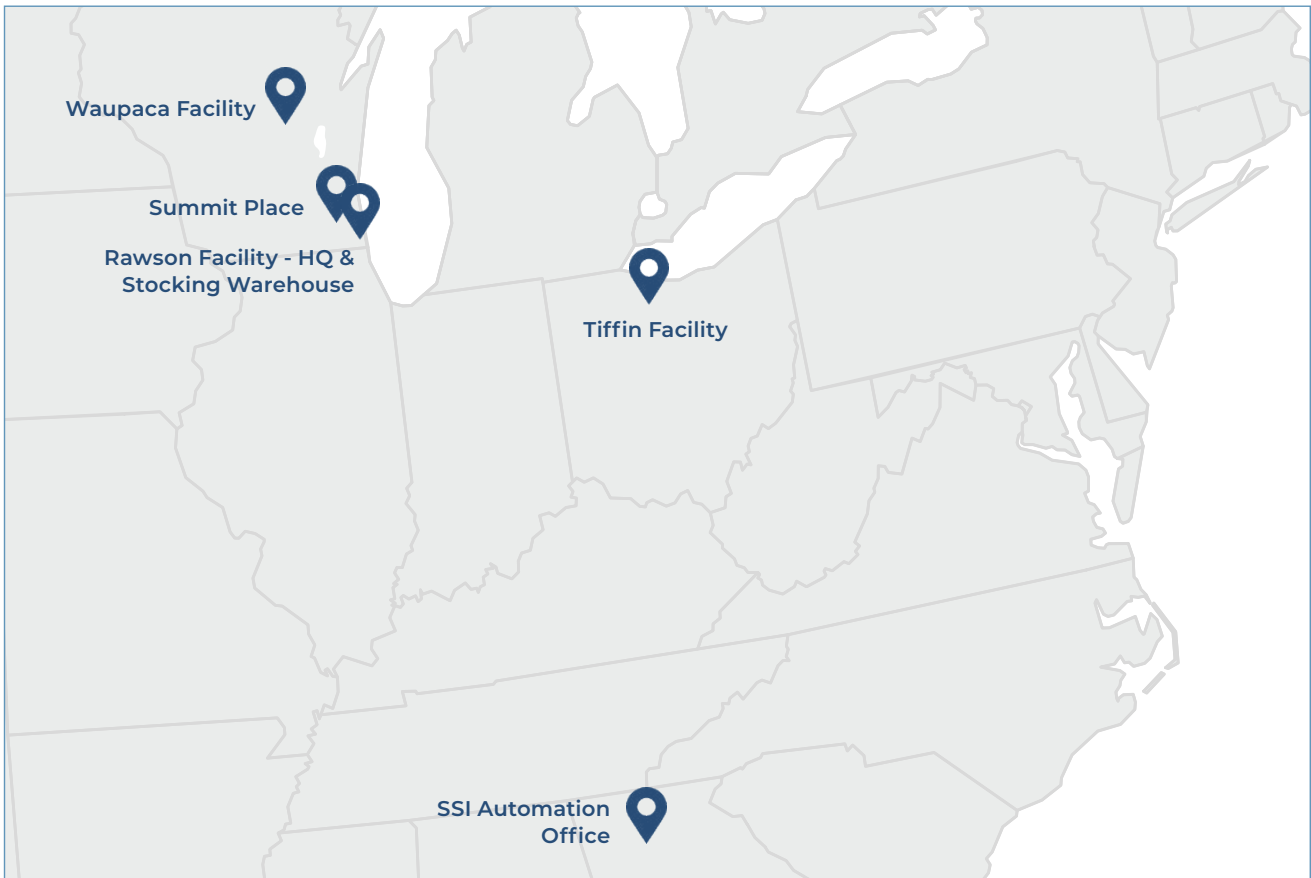 Waupaca Facility
Summit Place
Rawson Facility - HQ &
Stocking Warehouse
Tiffin Facility
SSI Automation
Office